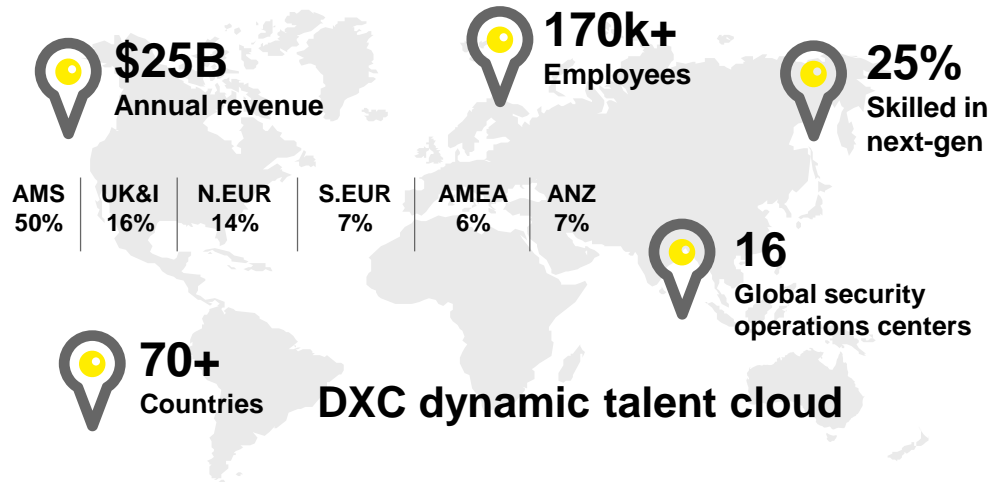 $25B
Annual revenue
170k+
Employees
25%
Skilled in
next-gen
AMS UK&I N.EUR S.EUR AMEA ANZ
50% 16% 14% 7% 6% 7%
16
Global security
operations centers
70+
Countries
DXC dynamic talent cloud